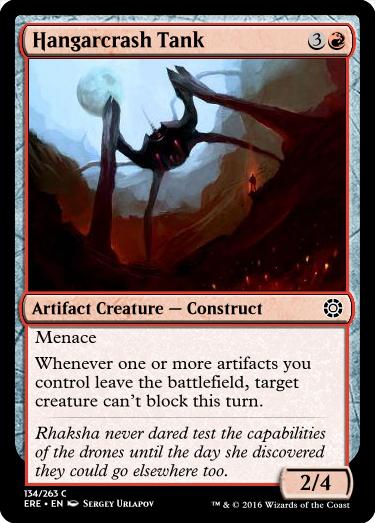 Hangarcrash Tank 3
Artifact Creature — Construct
Menace
Whenever one or more artifacts you
control leave the battlefield, target
creature can't block this turn.
Rhaksha never dared test the capabilities
of the drones until the day she discovered
they could go elsewhere too.
2/4
134/263 C
ERE • EN Sergey Urlapov
™ & © 2016 Wizards of the Coast